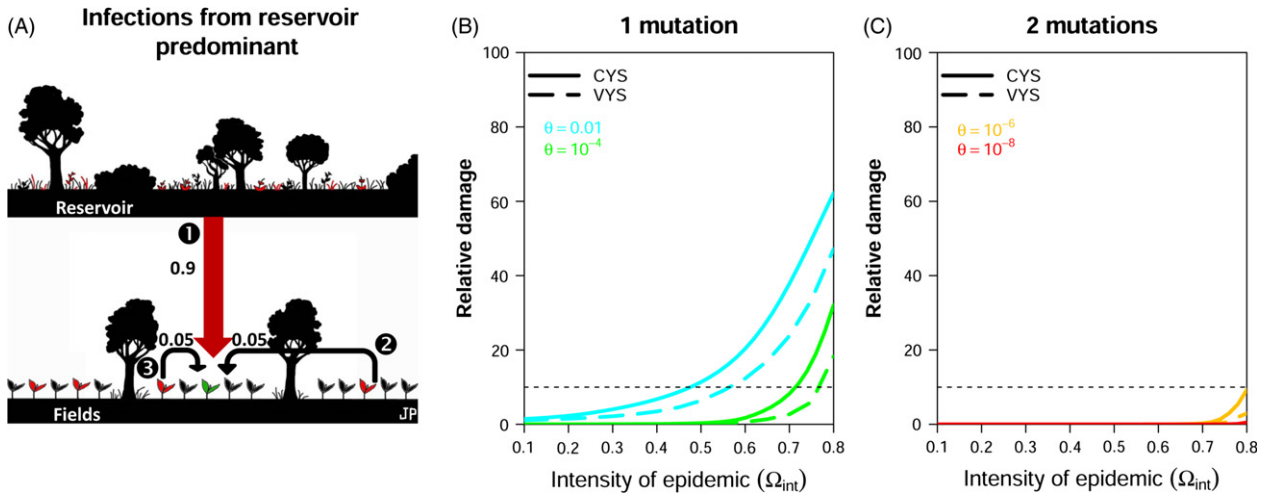 (A)
Infections from reservoir
predominant
Reservoir
❶
0.9
0.05
0.05
❷
❸
Fields
JP
(B)
1 mutation
Relative damage
100
80
60
40
20
0
CYS
VYS
θ = 0.01
θ = 10⁻⁴
0.1 0.2 0.3 0.4 0.5 0.6 0.7 0.8
Intensity of epidemic (Ωint)
(C)
2 mutations
Relative damage
100
80
60
40
20
0
CYS
VYS
θ = 10⁻⁶
θ = 10⁻⁸
0.1 0.2 0.3 0.4 0.5 0.6 0.7 0.8
Intensity of epidemic (Ωint)